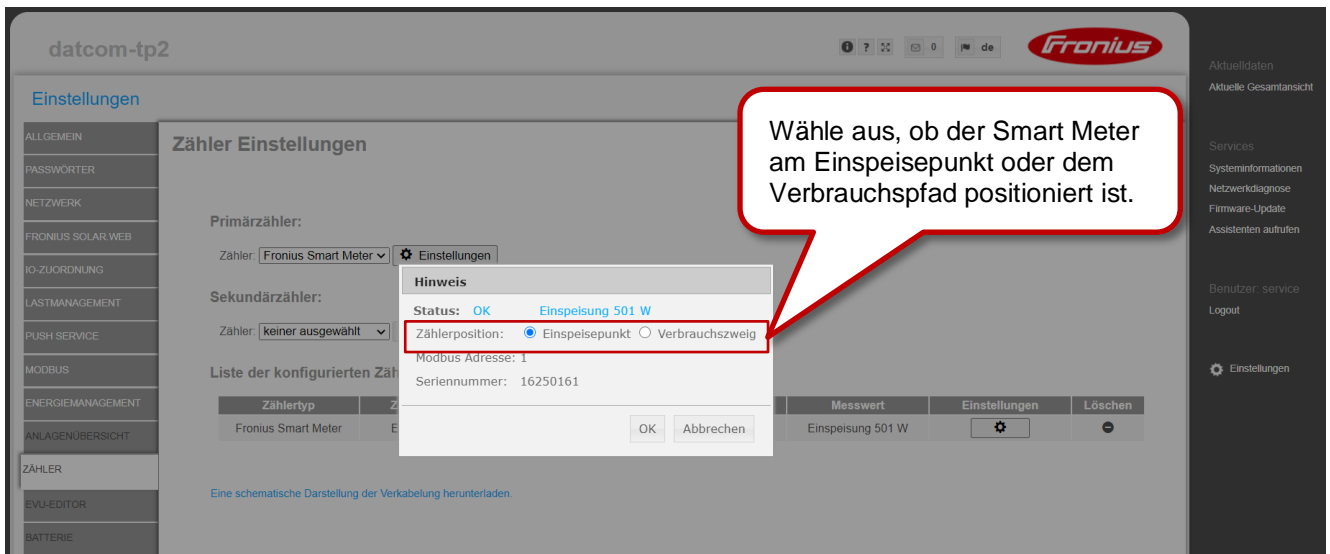 datcom-tp2
0
de
Fronius
Einstellungen
ALLGEMEIN
PASSWÖRTER
NETZWERK
FRONIUS SOLAR.WEB
IO-ZUORDNUNG
LASTMANAGEMENT
PUSH SERVICE
MODBUS
ENERGIEMANAGEMENT
ANLAGENÜBERSICHT
ZÄHLER
EVU-EDITOR
BATTERIE
Zähler Einstellungen
Primärzähler:
Zähler: Fronius Smart Meter Einstellungen
Sekundärzähler:
Zähler: keiner ausgewählt
Liste der konfigurierten Zäh
Zählertyp Z Messwert Einstellungen Löschen
Fronius Smart Meter E Einspeisung 501 W
Eine schematische Darstellung der Verkabelung herunterladen.
Hinweis
Status: OK Einspeisung 501 W
Zählerposition: Einspeisepunkt Verbrauchszweig
Modbus Adresse: 1
Seriennummer: 16250161
OK Abbrechen
Wähle aus, ob der Smart Meter
am Einspeisepunkt oder dem
Verbrauchspfad positioniert ist.
Aktuelldaten
Aktuelle Gesamtansicht
Services
Systeminformationen
Netzwerkdiagnose
Firmware-Update
Assistenten aufrufen
Benutzer: service
Logout
Einstellungen